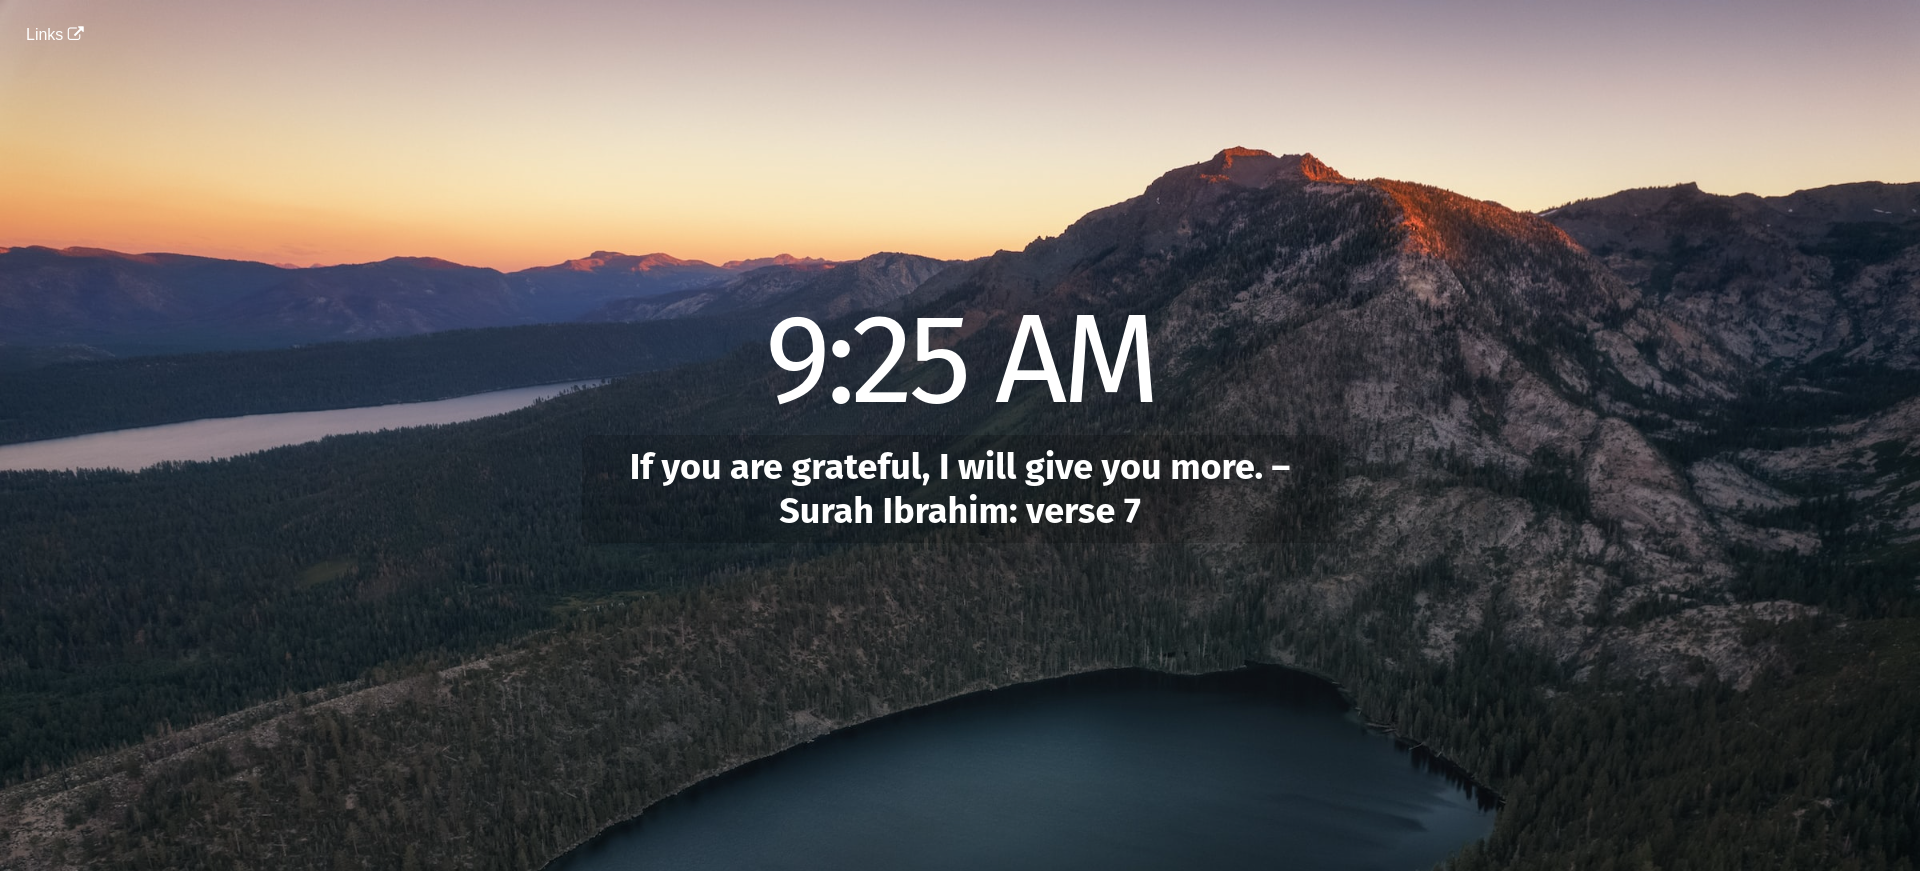 Links
9:25 AM
If you are grateful, I will give you more. –
Surah Ibrahim: verse 7